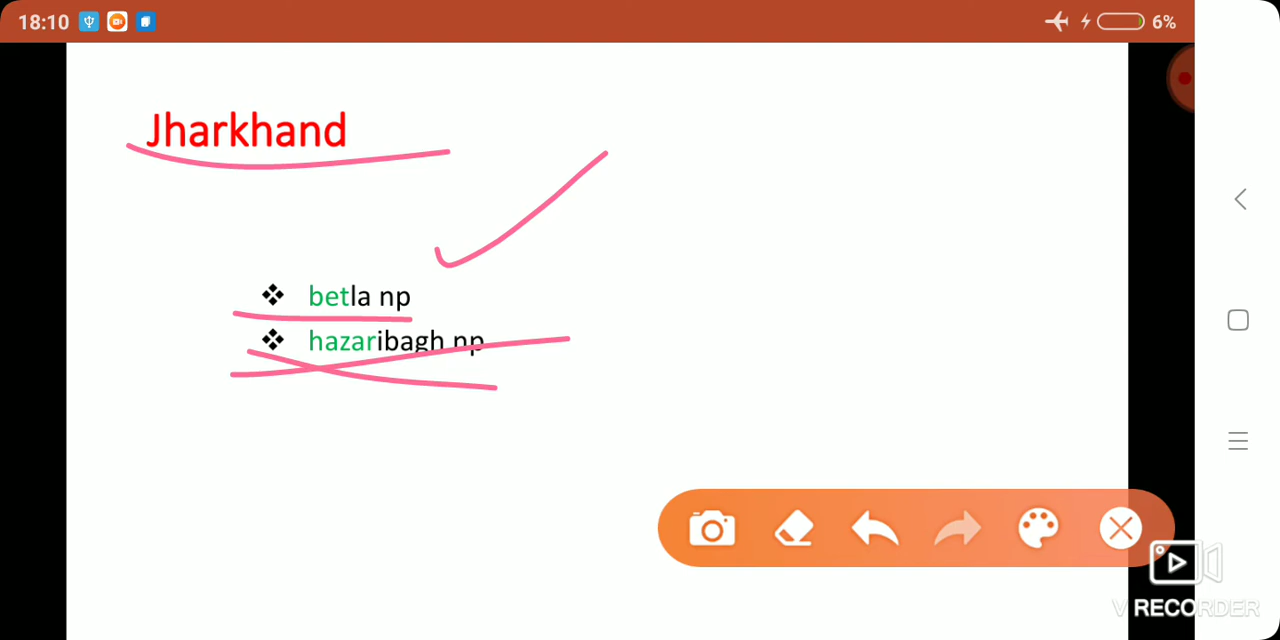 18:10 6%
Jharkhand
❖ betla np
❖ hazaribagh np
V RECORDER